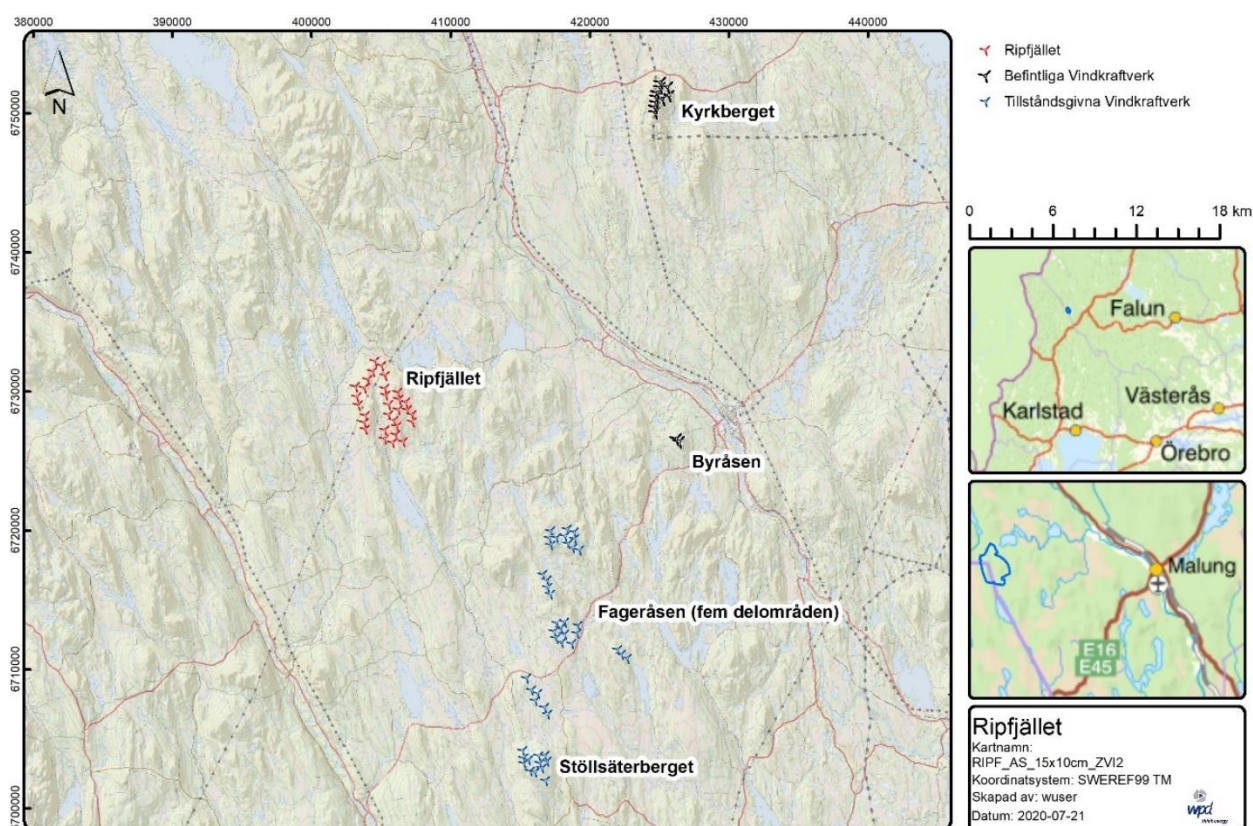 380000
390000
400000
410000
420000
430000
440000
N
6750000
6740000
6730000
6720000
6710000
6700000
Kyrkberget
Ripfjället
Byråsen
Fageråsen (fem delområden)
Stöllsäterberget
Ripfjället
Befintliga Vindkraftverk
Tillståndsgivna Vindkraftverk
0 6 12 18 km
Falun
Västerås
Karlstad
Örebro
Malung
E16
E45
Ripfjället
Kartnamn:
RIPF_AS_15x10cm_ZVI2
Koordinatsystem: SWEREF99 TM
Skapad av: wuser
Datum: 2020-07-21
wpd